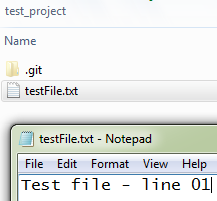 test_project
Name
.git
testFile.txt
testFile.txt - Notepad
File Edit Format View Help
Test file - line 01